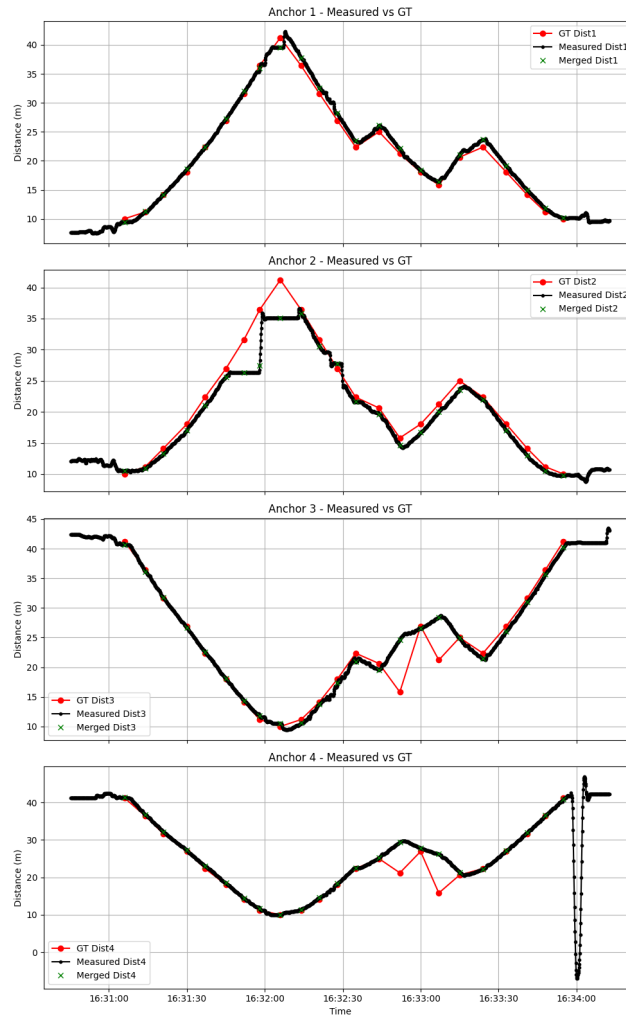 Anchor 1 - Measured vs GT
40
35
30
25
20
15
10
Distance (m)
GT Dist1
Measured Dist1
Merged Dist1
Anchor 2 - Measured vs GT
40
35
30
25
20
15
10
Distance (m)
GT Dist2
Measured Dist2
Merged Dist2
Anchor 3 - Measured vs GT
45
40
35
30
25
20
15
10
Distance (m)
GT Dist3
Measured Dist3
Merged Dist3
Anchor 4 - Measured vs GT
40
30
20
10
0
Distance (m)
GT Dist4
Measured Dist4
Merged Dist4
16:31:00 16:31:30 16:32:00 16:32:30 16:33:00 16:33:30 16:34:00
Time